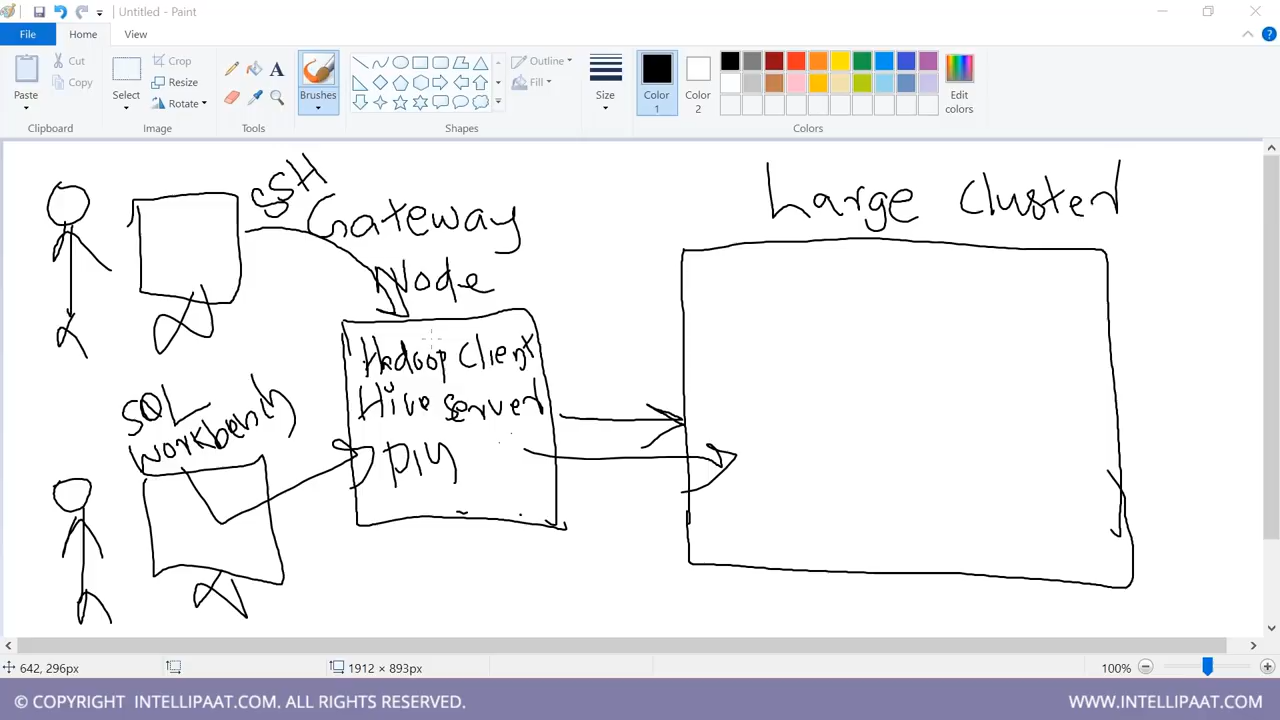 Untitled - Paint
File
Home
View
Paste
Cut
Copy
Clipboard
Select
Crop
Resize
Rotate
Image
A
Tools
Brushes
Outline
Fill
Shapes
Size
Color 1
Color 2
Edit colors
Colors
SSH
Gateway
Node
Large Cluster
Hadoop Client
Hive server
SQL
Workbench
642, 296px
1912 × 893px
100%
© COPYRIGHT INTELLIPAAT.COM. ALL RIGHTS RESERVED.
WWW.INTELLIPAAT.COM